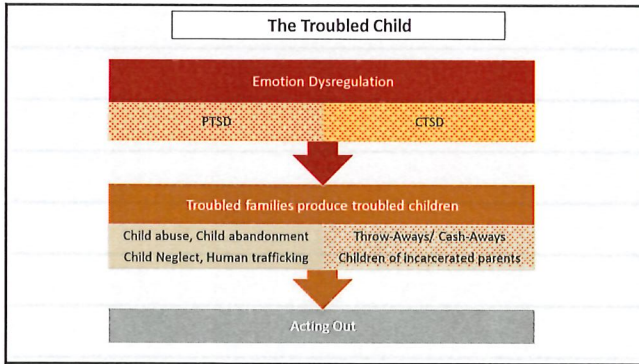 The Troubled Child
Emotion Dysregulation
PTSD
CTSD
Troubled families produce troubled children
Child abuse, Child abandonment
Child Neglect, Human trafficking
Throw-Aways/ Cash-Aways
Children of incarcerated parents
Acting Out